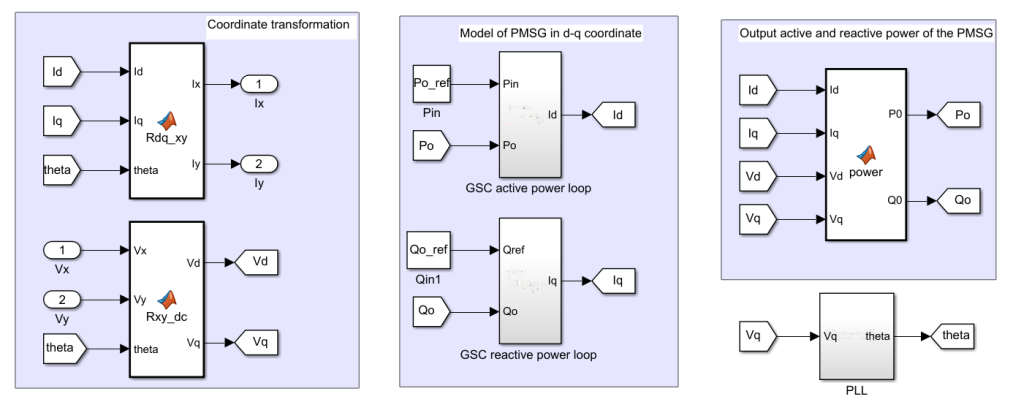 Coordinate transformation
Id
Id
Ix
1
Ix
Iq
Iq
Rdq_xy
theta
theta
Iy
2
Iy
1
Vx
Vx
Vd
Vd
2
Vy
Vy
Rxy_dc
theta
theta
Vq
Vq
Model of PMSG in d-q coordinate
Po_ref
Pin
Pin
Id
Id
Po
Po
GSC active power loop
Qo_ref
Qin1
Qref
Iq
Iq
Qo
Qo
GSC reactive power loop
Output active and reactive power of the PMSG
Id
Id
P0
Po
Iq
Iq
power
Vd
Vd
Q0
Qo
Vq
Vq
Vq
Vq
theta
theta
PLL